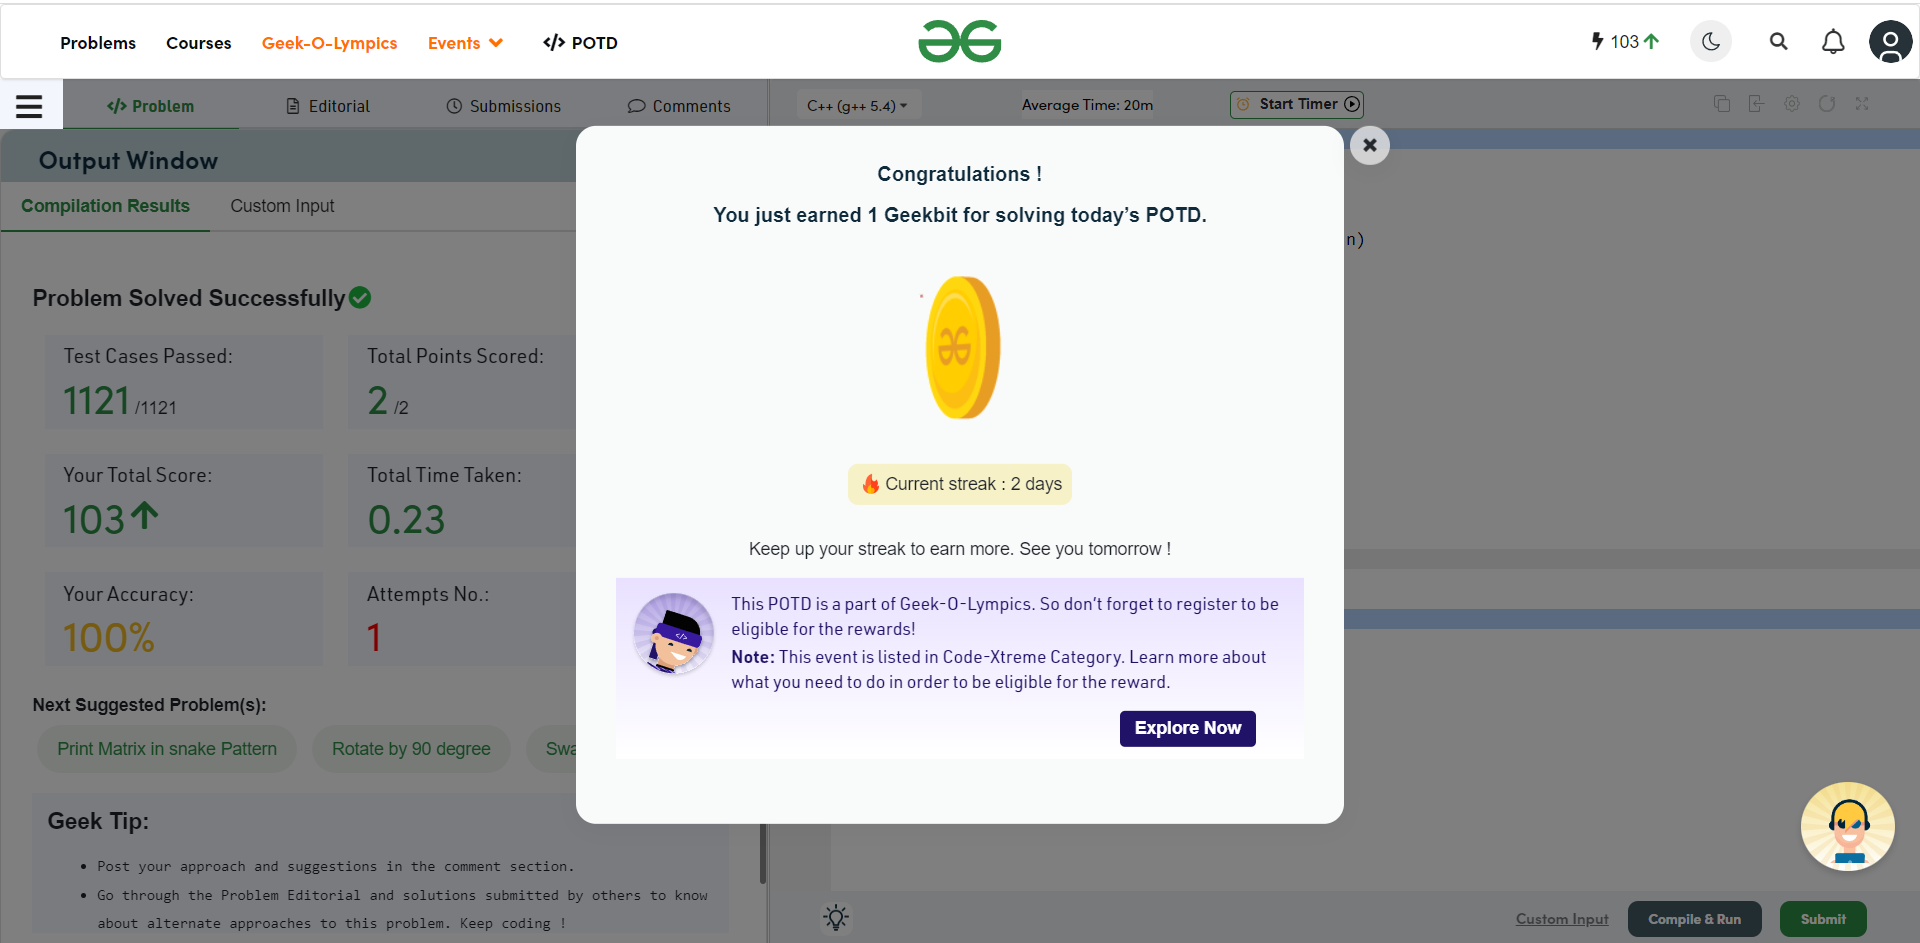 Problems Courses Geek-O-Lympics Events </> POTD 103
</> Problem Editorial Submissions Comments C++ (g++ 5.4) Average Time: 20m Start Timer
Output Window
Compilation Results Custom Input
Problem Solved Successfully
Test Cases Passed: Total Points Scored:
1121 /1121 2 /2
Your Total Score: Total Time Taken:
103 0.23
Your Accuracy: Attempts No.:
100% 1
Next Suggested Problem(s):
Print Matrix in snake Pattern Rotate by 90 degree Swa
Geek Tip:
• Post your approach and suggestions in the comment section.
• Go through the Problem Editorial and solutions submitted by others to know
about alternate approaches to this problem. Keep coding !
Congratulations !
You just earned 1 Geekbit for solving today’s POTD.
Current streak : 2 days
Keep up your streak to earn more. See you tomorrow !
This POTD is a part of Geek-O-Lympics. So don’t forget to register to be
eligible for the rewards!
Note: This event is listed in Code-Xtreme Category. Learn more about
what you need to do in order to be eligible for the reward.
Explore Now
n)
Custom Input Compile & Run Submit